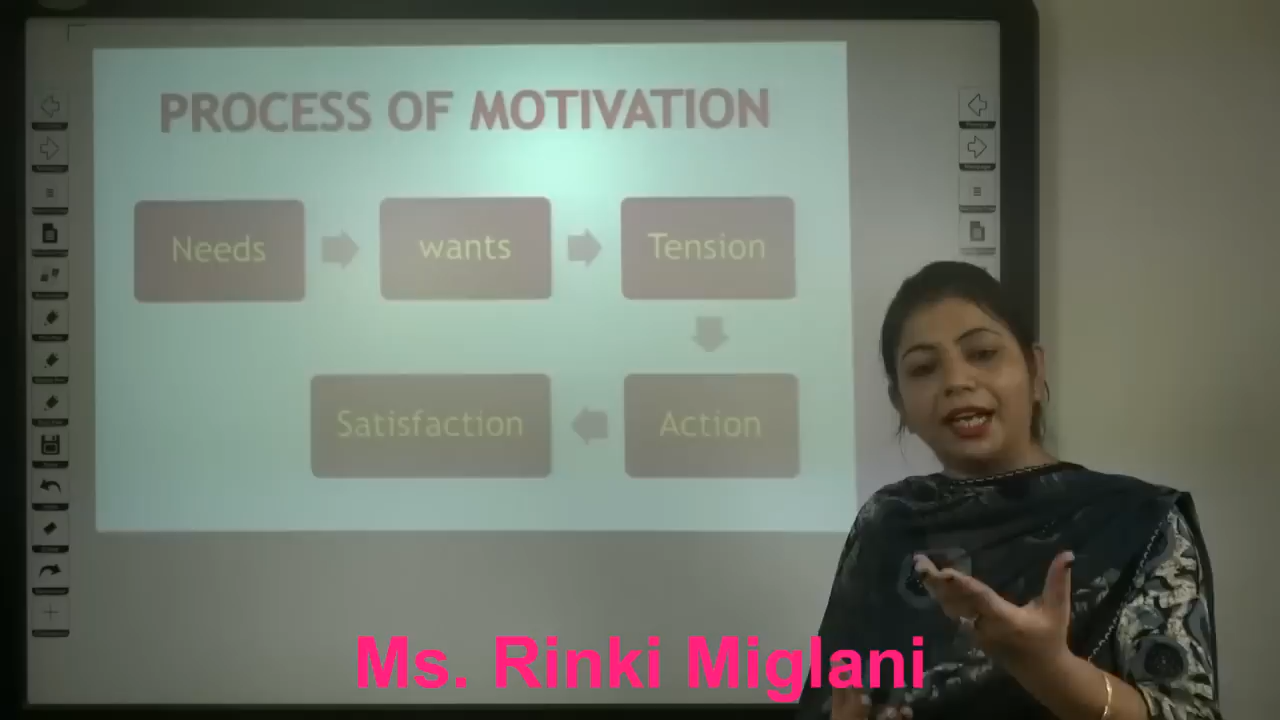 PROCESS OF MOTIVATION
Needs
wants
Tension
Satisfaction
Action
Ms. Rinki Miglani